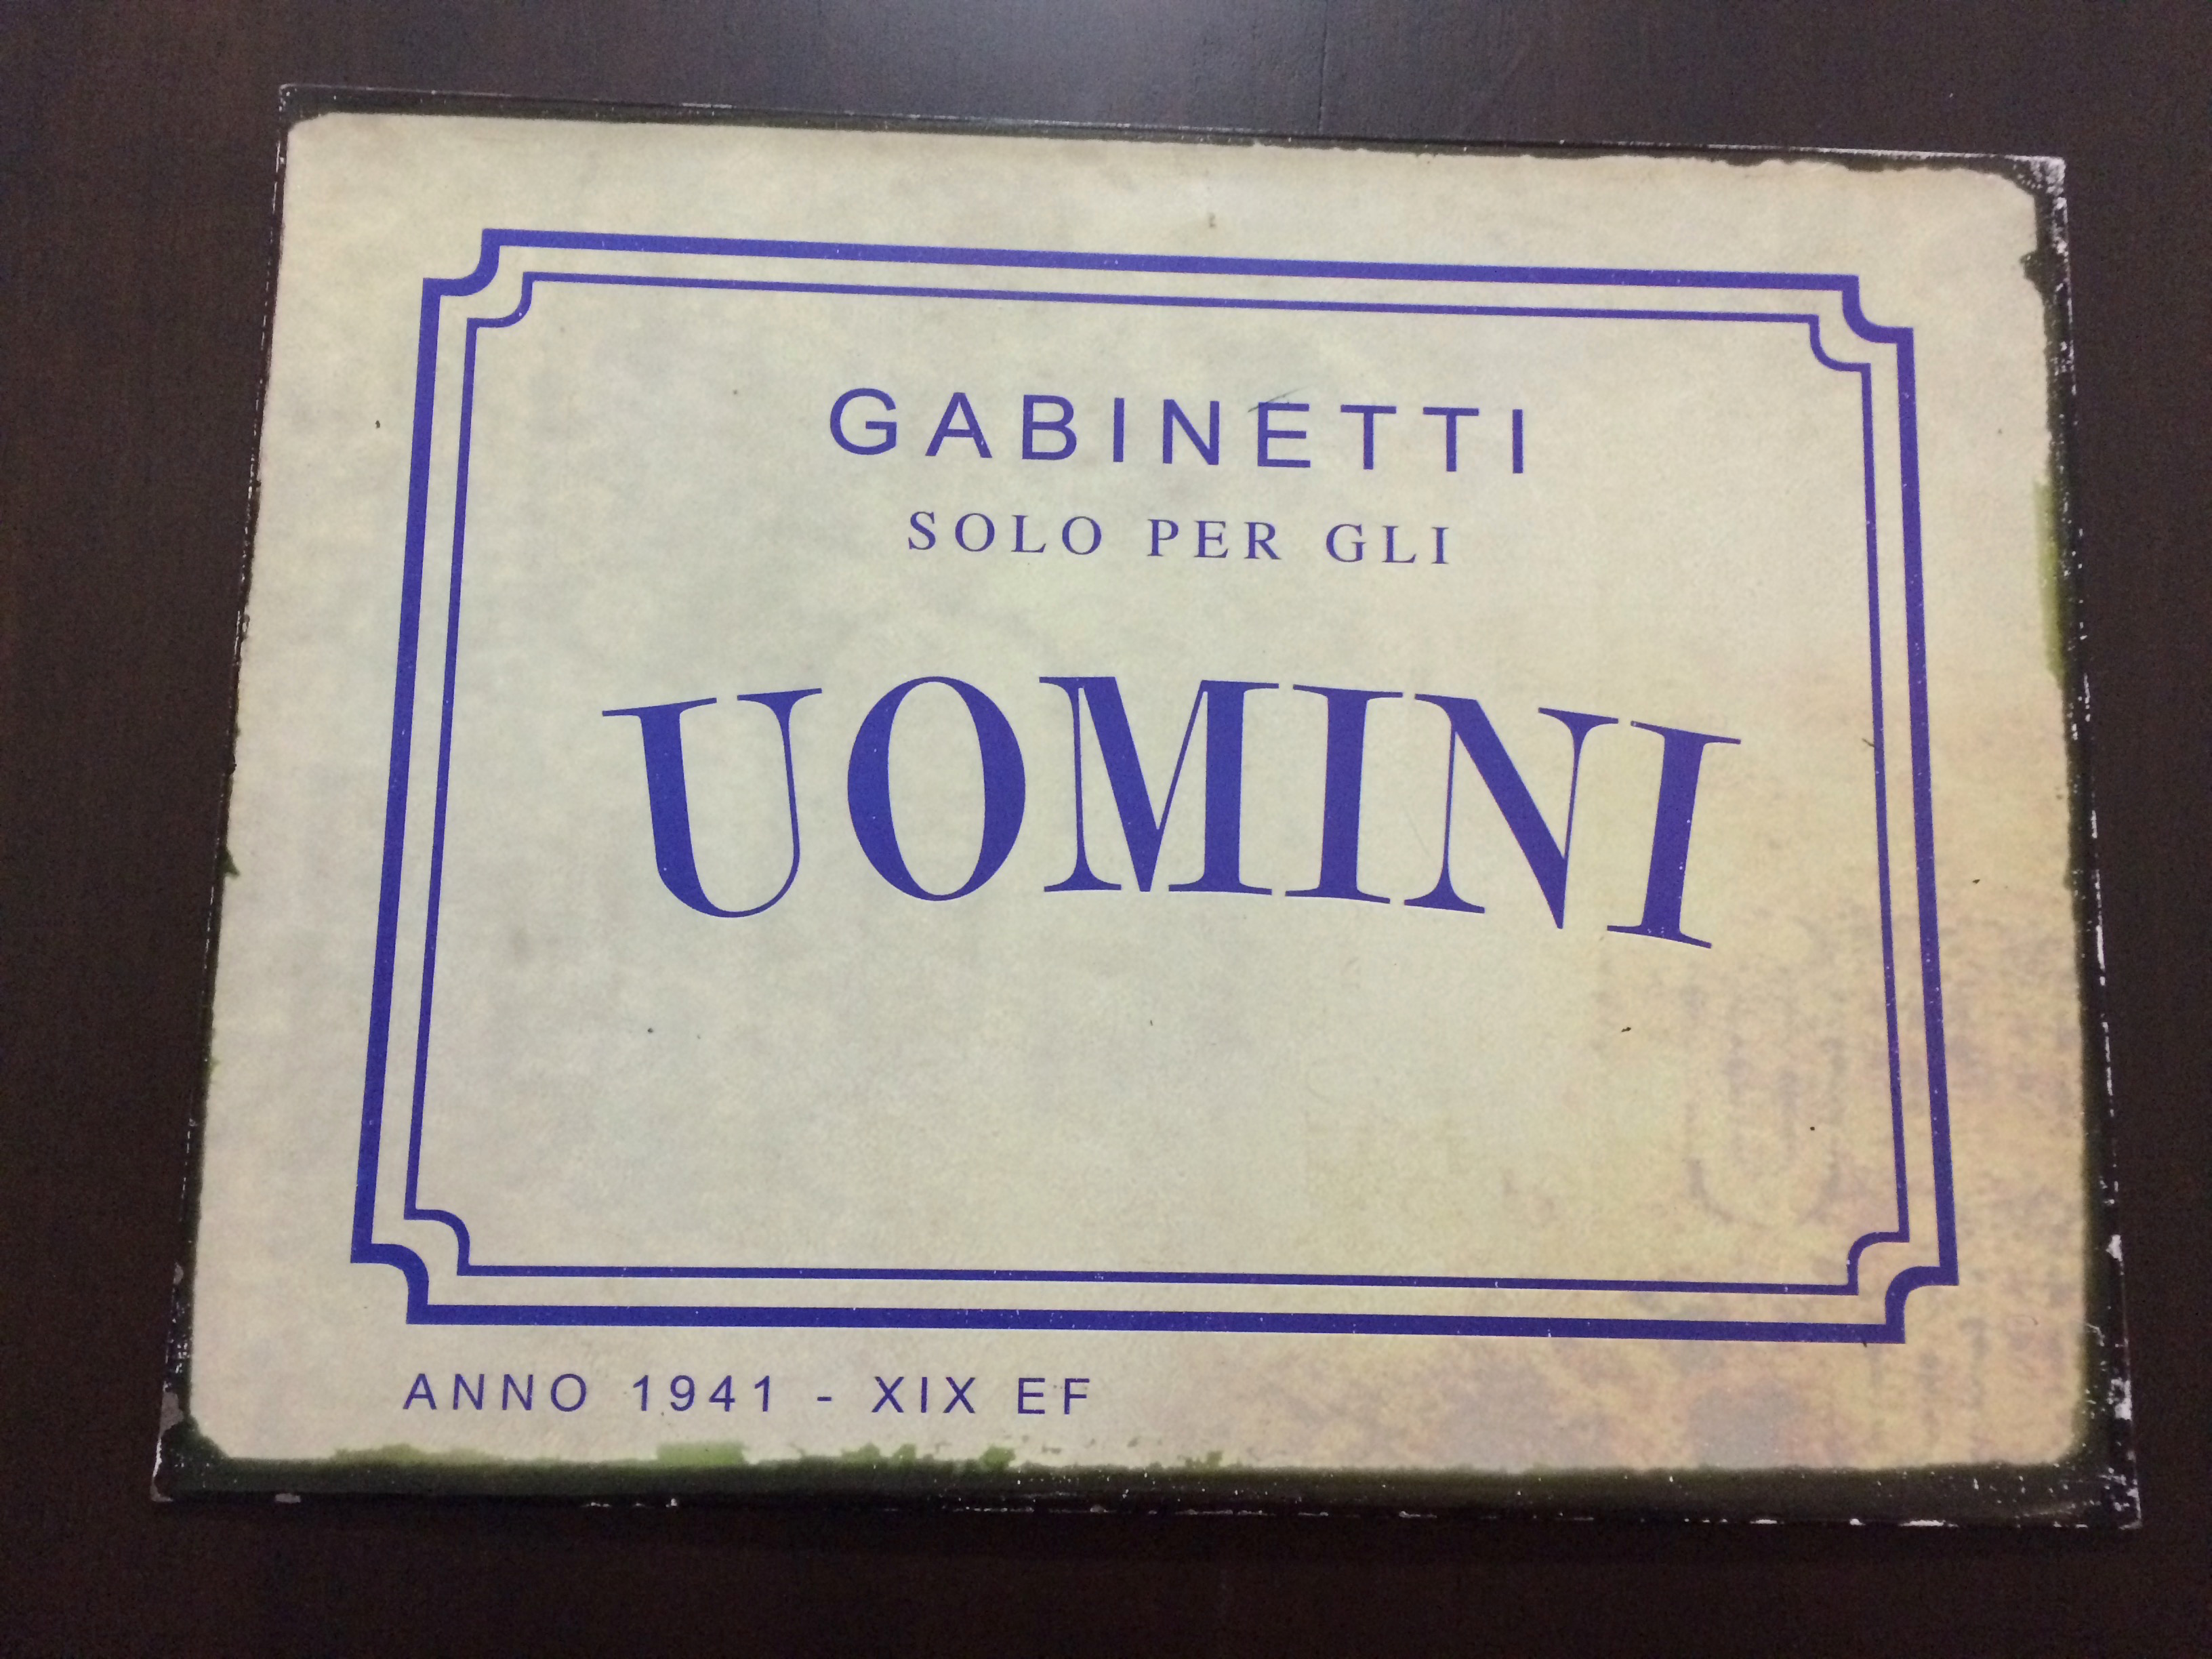 GABINETTI
SOLO PER GLI
UOMINI
ANNO 1941 - XIX EF